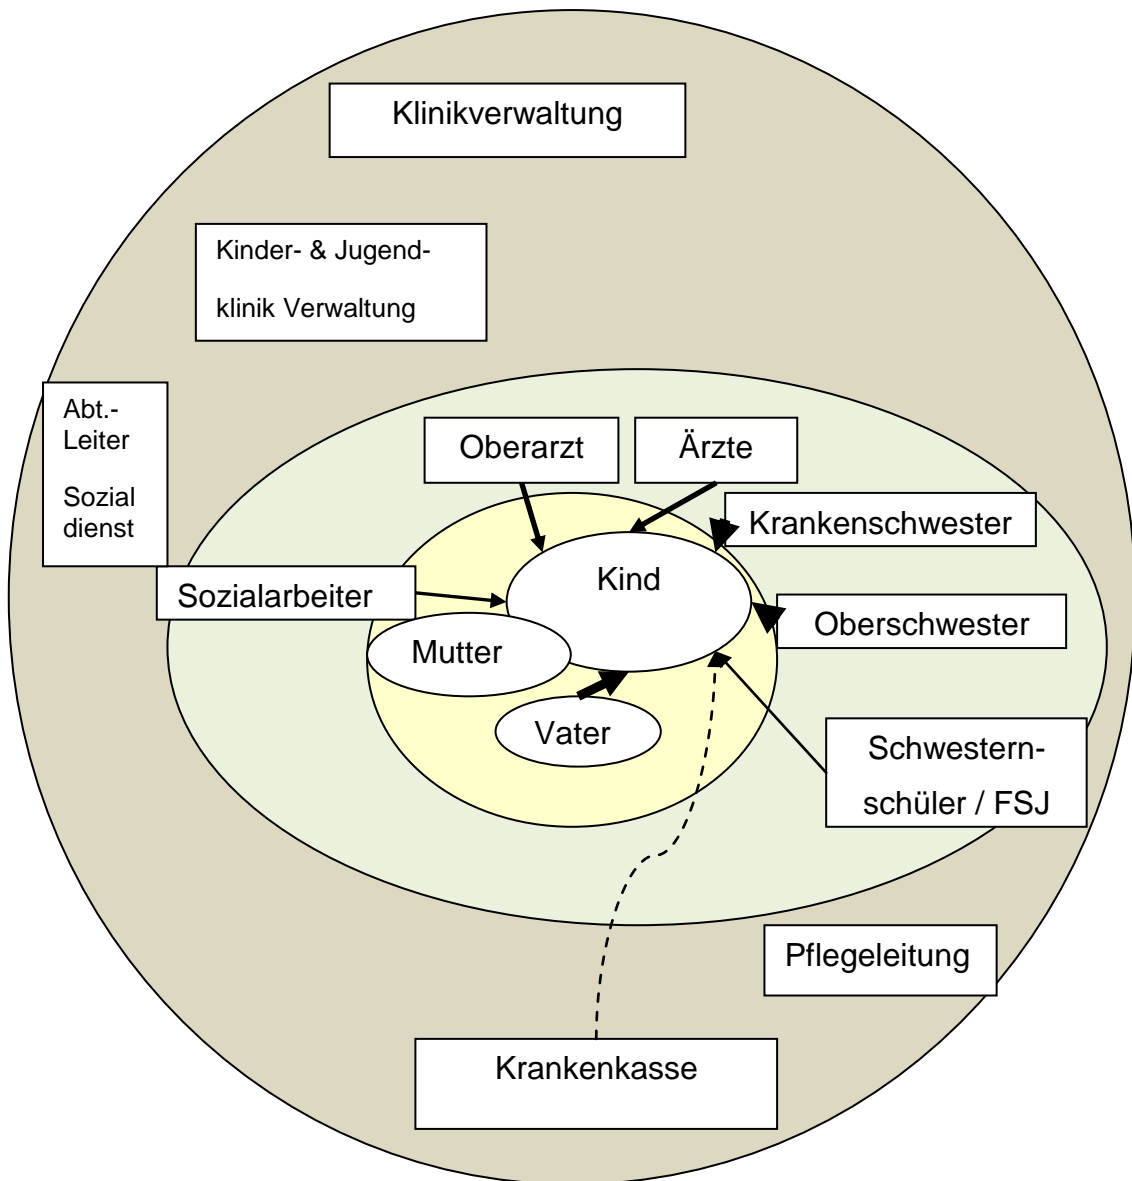 Klinikverwaltung
Kinder- & Jugend-
klinik Verwaltung
Abt.-
Leiter
Sozial
dienst
Oberarzt
Ärzte
Krankenschwester
Kind
Sozialarbeiter
Oberschwester
Mutter
Vater
Schwestern-
schüler / FSJ
Pflegeleitung
Krankenkasse